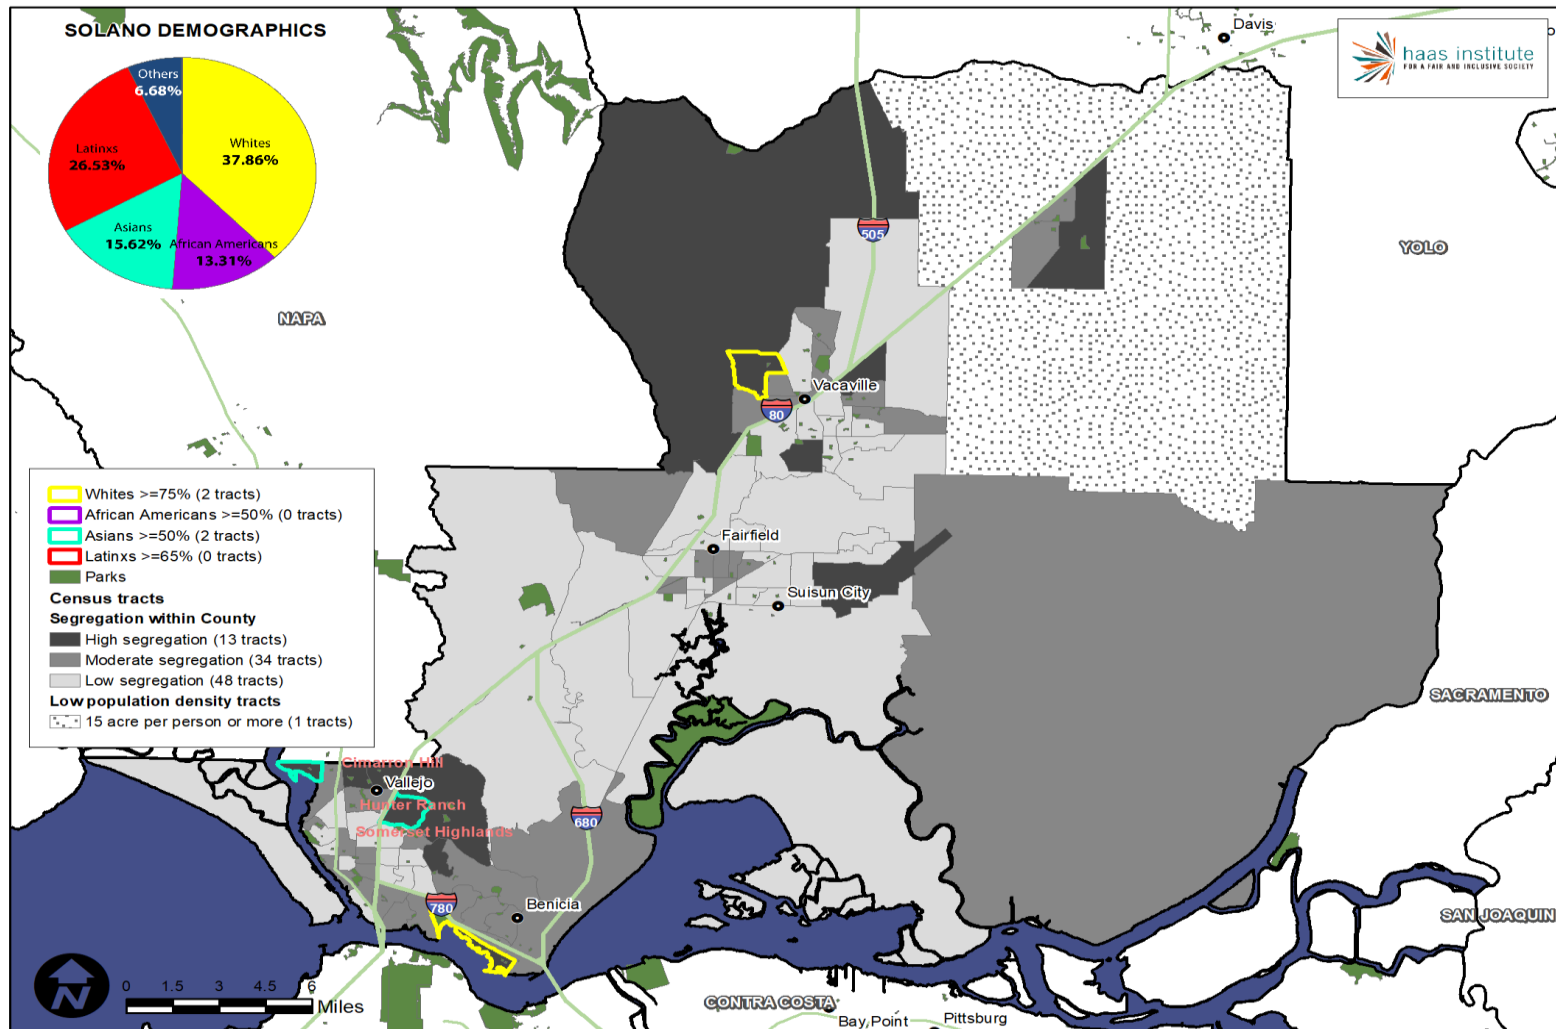 SOLANO DEMOGRAPHICS
Others
6.68%
Whites
37.86%
Latinxs
26.53%
Asians
15.62%
African Americans
13.31%
Davis
haas institute
FOR A FAIR AND INCLUSIVE SOCIETY
YOLO
505
NAPA
Vacaville
80
Whites >=75% (2 tracts)
African Americans >=50% (0 tracts)
Asians >=50% (2 tracts)
Latinxs >=65% (0 tracts)
Parks
Census tracts
Segregation within County
High segregation (13 tracts)
Moderate segregation (34 tracts)
Low segregation (48 tracts)
Low population density tracts
15 acre per person or more (1 tracts)
Fairfield
Suisun City
SACRAMENTO
Cimarron Hill
Vallejo
Hunter Ranch
Somerset Highlands
680
780
Benicia
SAN JOAQUIN
N
0 1.5 3 4.5 6
Miles
CONTRA COSTA
Bay Point
Pittsburg